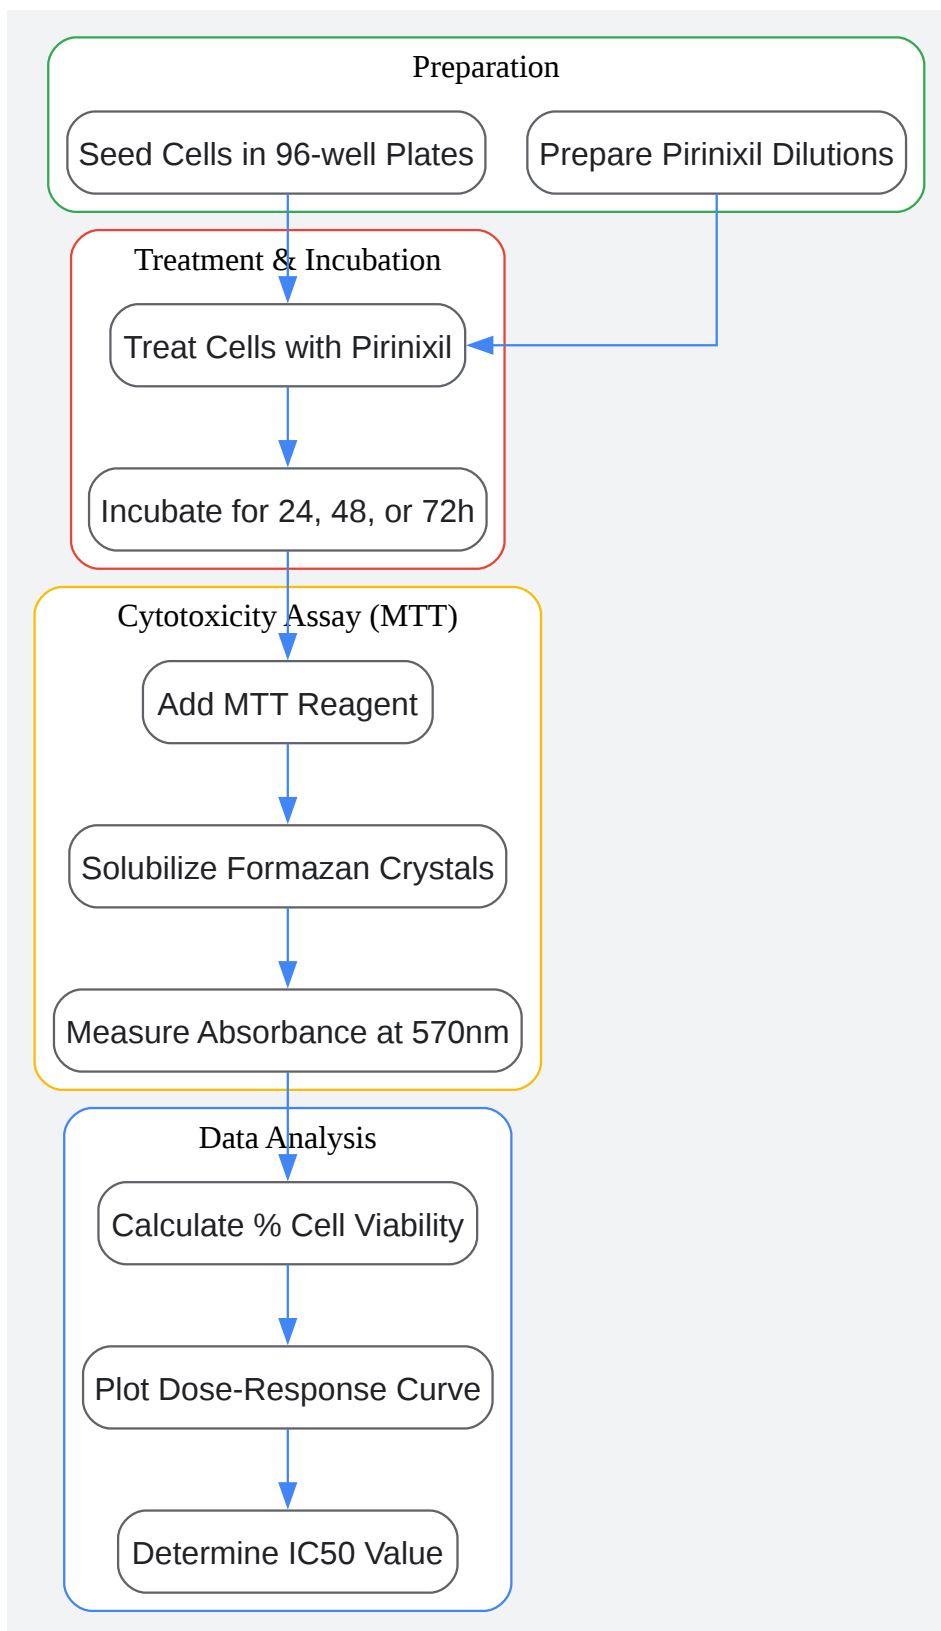 Preparation
Seed Cells in 96-well Plates
Prepare Pirinixil Dilutions
Treatment & Incubation
Treat Cells with Pirinixil
Incubate for 24, 48, or 72h
Cytotoxicity Assay (MTT)
Add MTT Reagent
Solubilize Formazan Crystals
Measure Absorbance at 570nm
Data Analysis
Calculate % Cell Viability
Plot Dose-Response Curve
Determine IC50 Value